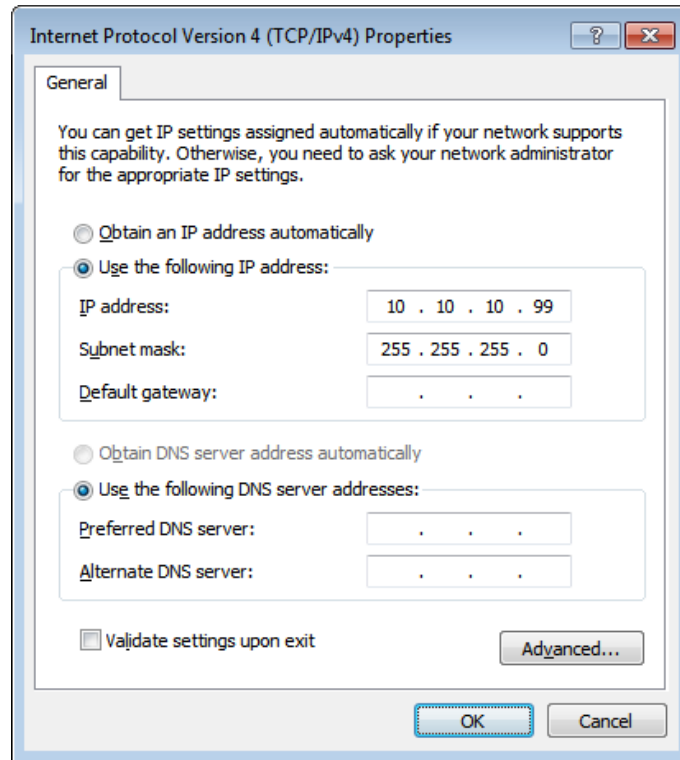 Internet Protocol Version 4 (TCP/IPv4) Properties
?
General
You can get IP settings assigned automatically if your network supports
this capability. Otherwise, you need to ask your network administrator
for the appropriate IP settings.
Obtain an IP address automatically
Use the following IP address:
IP address: 10 . 10 . 10 . 99
Subnet mask: 255 . 255 . 255 . 0
Default gateway: . . .
Obtain DNS server address automatically
Use the following DNS server addresses:
Preferred DNS server: . . .
Alternate DNS server: . . .
Validate settings upon exit
Advanced...
OK Cancel